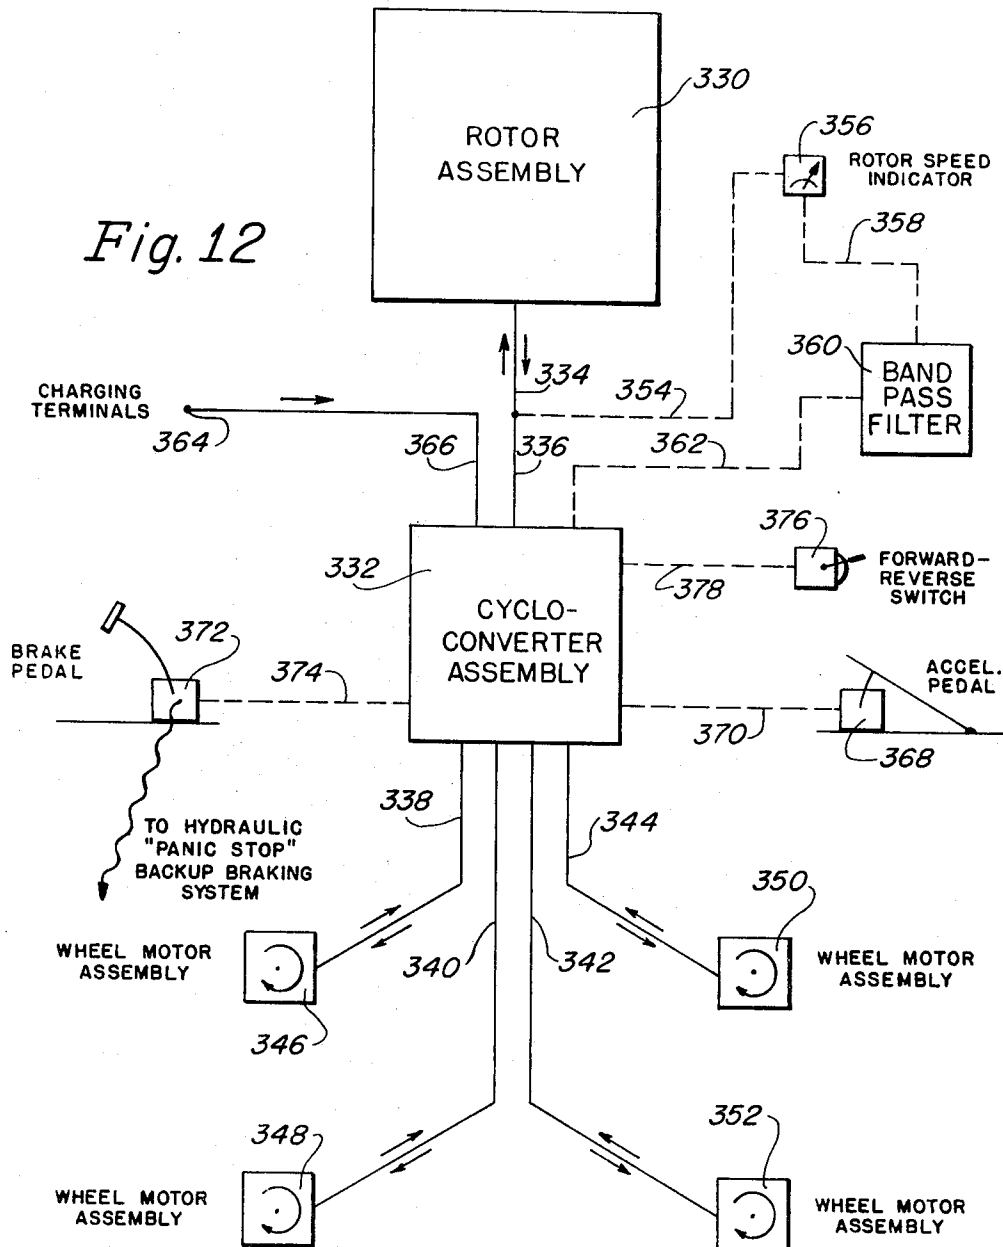 330
ROTOR
ASSEMBLY
356
ROTOR SPEED
INDICATOR
Fig. 12
358
360
BAND
PASS
FILTER
334
354
CHARGING
TERMINALS
364
366
336
362
376
332
378
FORWARD-
REVERSE
SWITCH
CYCLO-
CONVERTER
ASSEMBLY
BRAKE
PEDAL
372
374
ACCEL.
PEDAL
370
368
338
344
TO HYDRAULIC
"PANIC STOP"
BACKUP BRAKING
SYSTEM
350
WHEEL MOTOR
ASSEMBLY
340
342
WHEEL MOTOR
ASSEMBLY
346
348
352
WHEEL MOTOR
ASSEMBLY
WHEEL MOTOR
ASSEMBLY